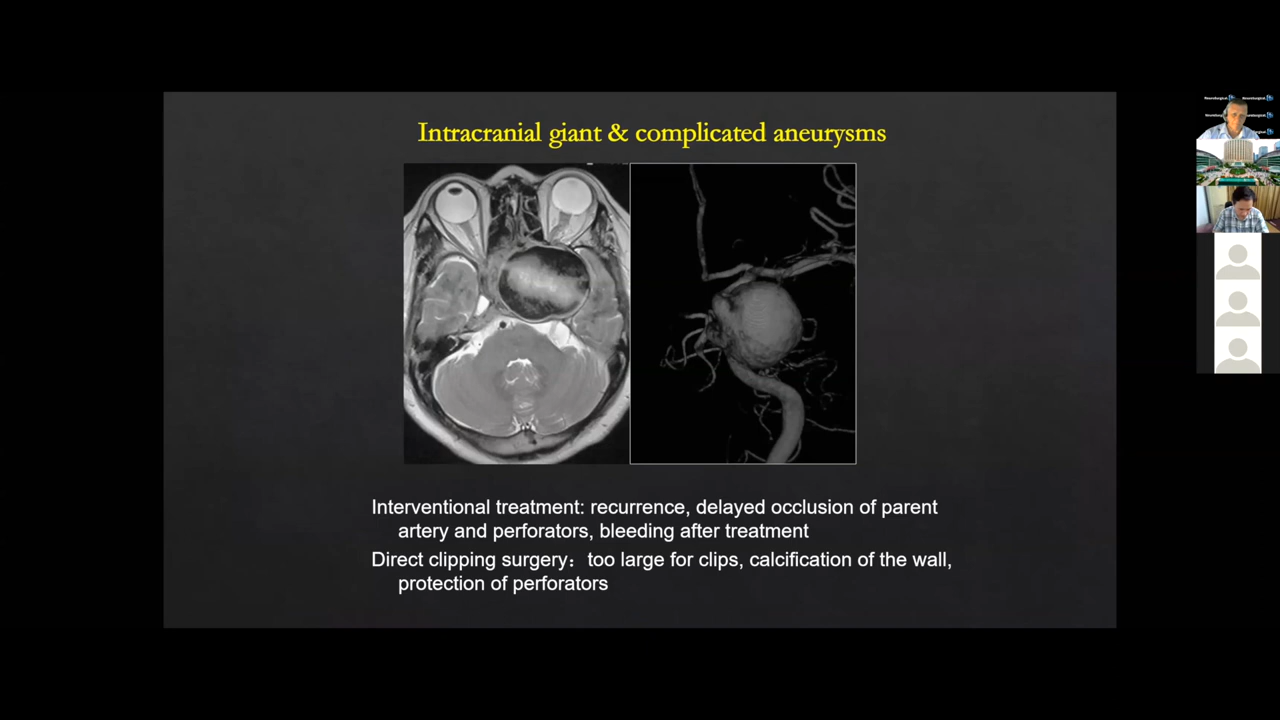 Intracranial giant & complicated aneurysms
Interventional treatment: recurrence, delayed occlusion of parent
artery and perforators, bleeding after treatment
Direct clipping surgery：too large for clips, calcification of the wall,
protection of perforators